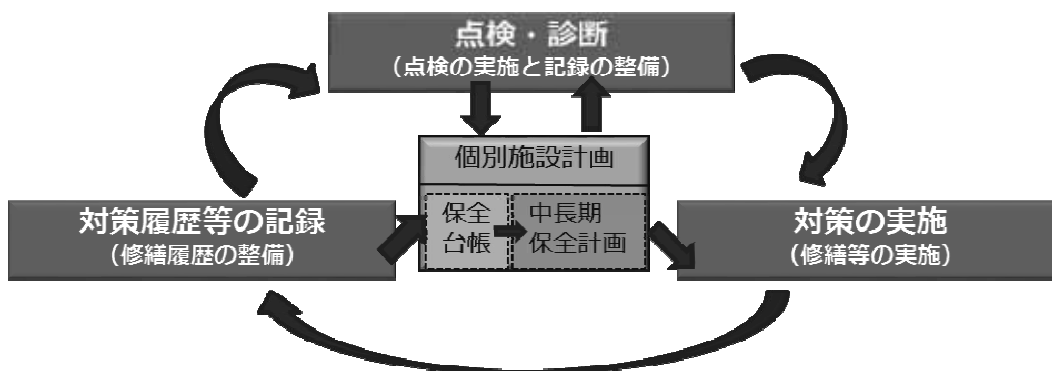 点検・診断
（点検の実施と記録の整備）
個別施設計画
保全
台帳
中長期
保全計画
対策履歴等の記録
（修繕履歴の整備）
対策の実施
（修繕等の実施）